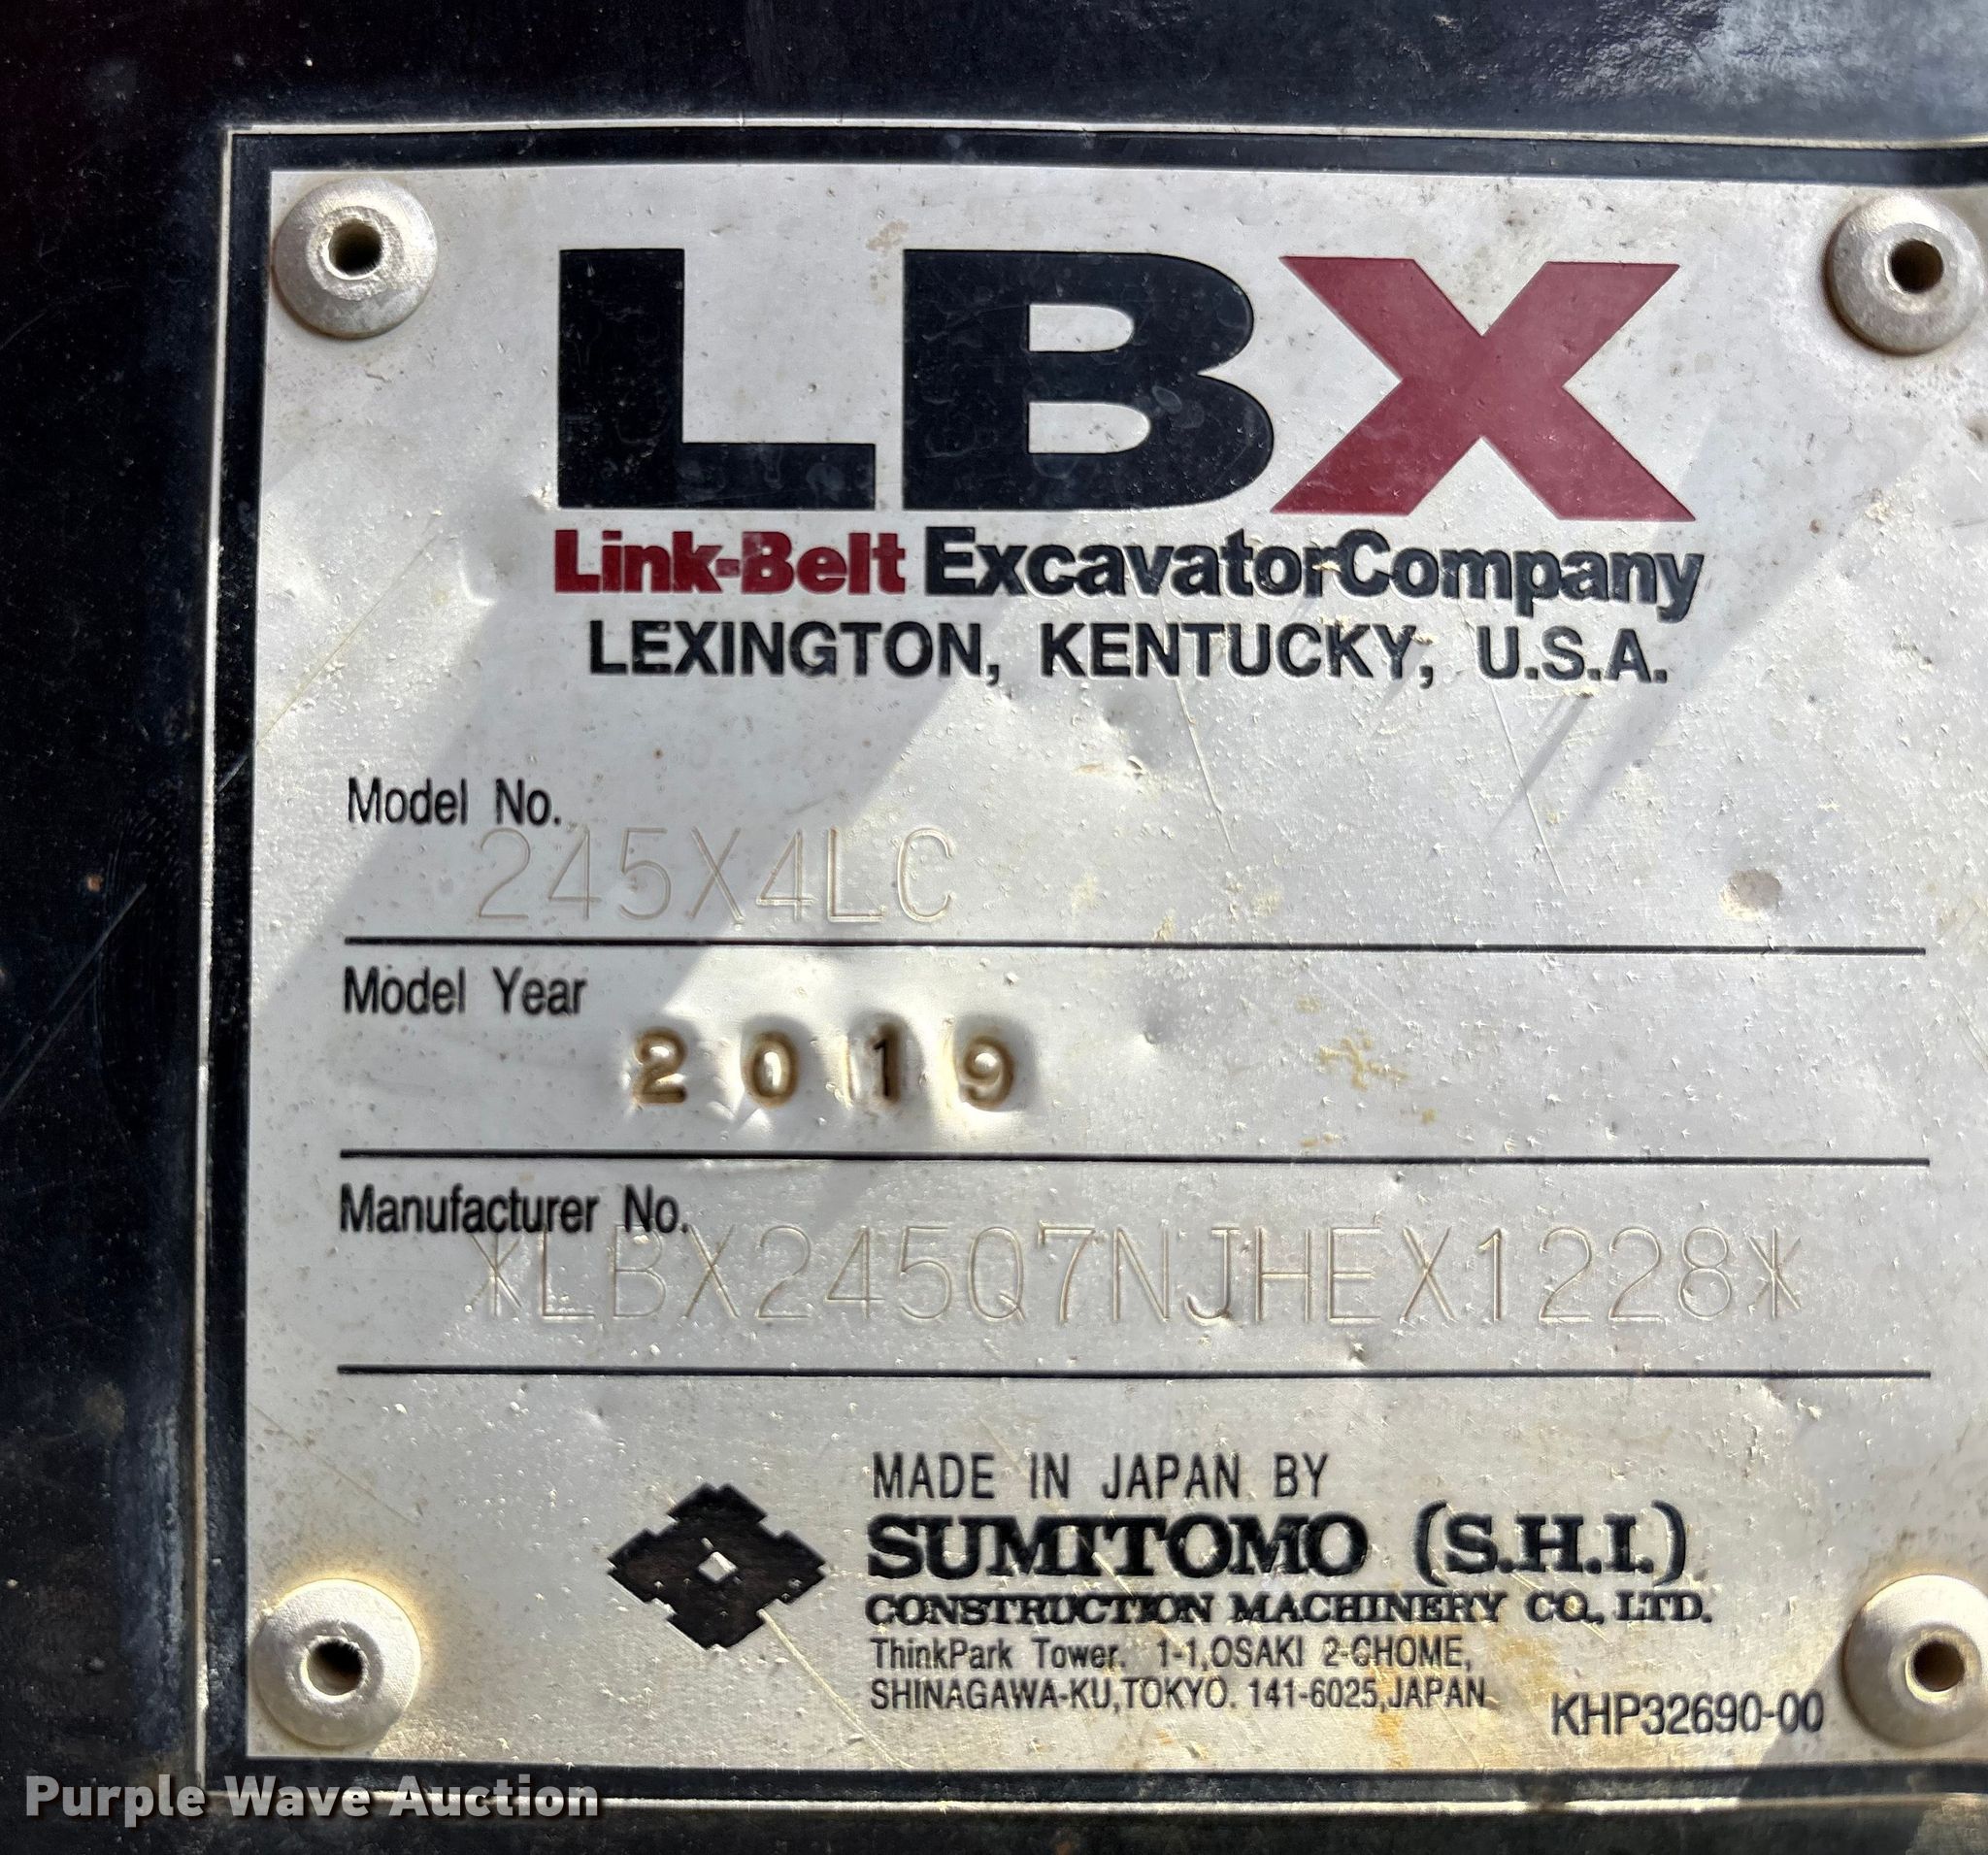 LBX
Link-Belt ExcavatorCompany
LEXINGTON, KENTUCKY, U.S.A.
Model No.
245X4LC
Model Year
2019
Manufacturer No.
*LBX245Q7NJHEX1228*
MADE IN JAPAN BY
SUMITOMO (S.H.I.)
CONSTRUCTION MACHINERY CO., LTD.
ThinkPark Tower. 1-1,OSAKI 2-CHOME,
SHINAGAWA-KU,TOKYO. 141-6025,JAPAN
KHP32690-00
Purple Wave Auction